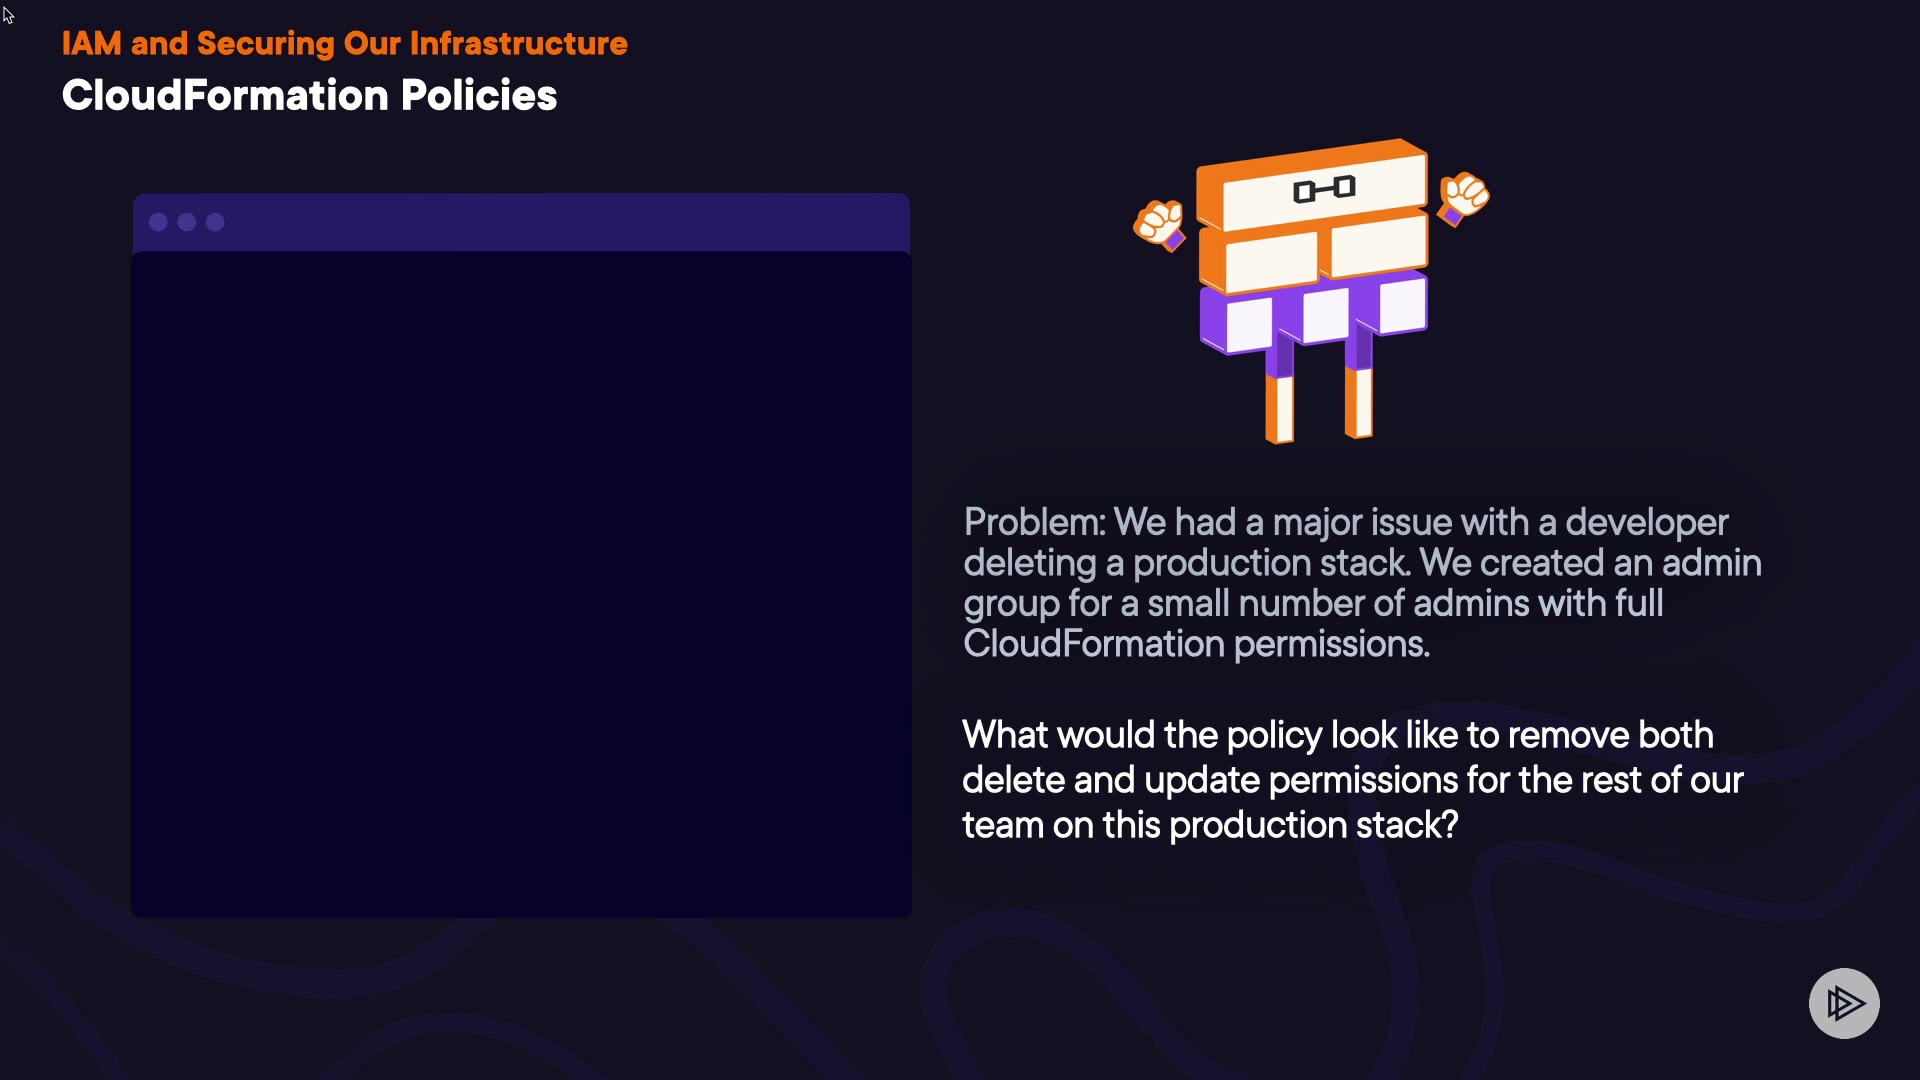 IAM and Securing Our Infrastructure
CloudFormation Policies
Problem: We had a major issue with a developer
deleting a production stack. We created an admin
group for a small number of admins with full
CloudFormation permissions.
What would the policy look like to remove both
delete and update permissions for the rest of our
team on this production stack?